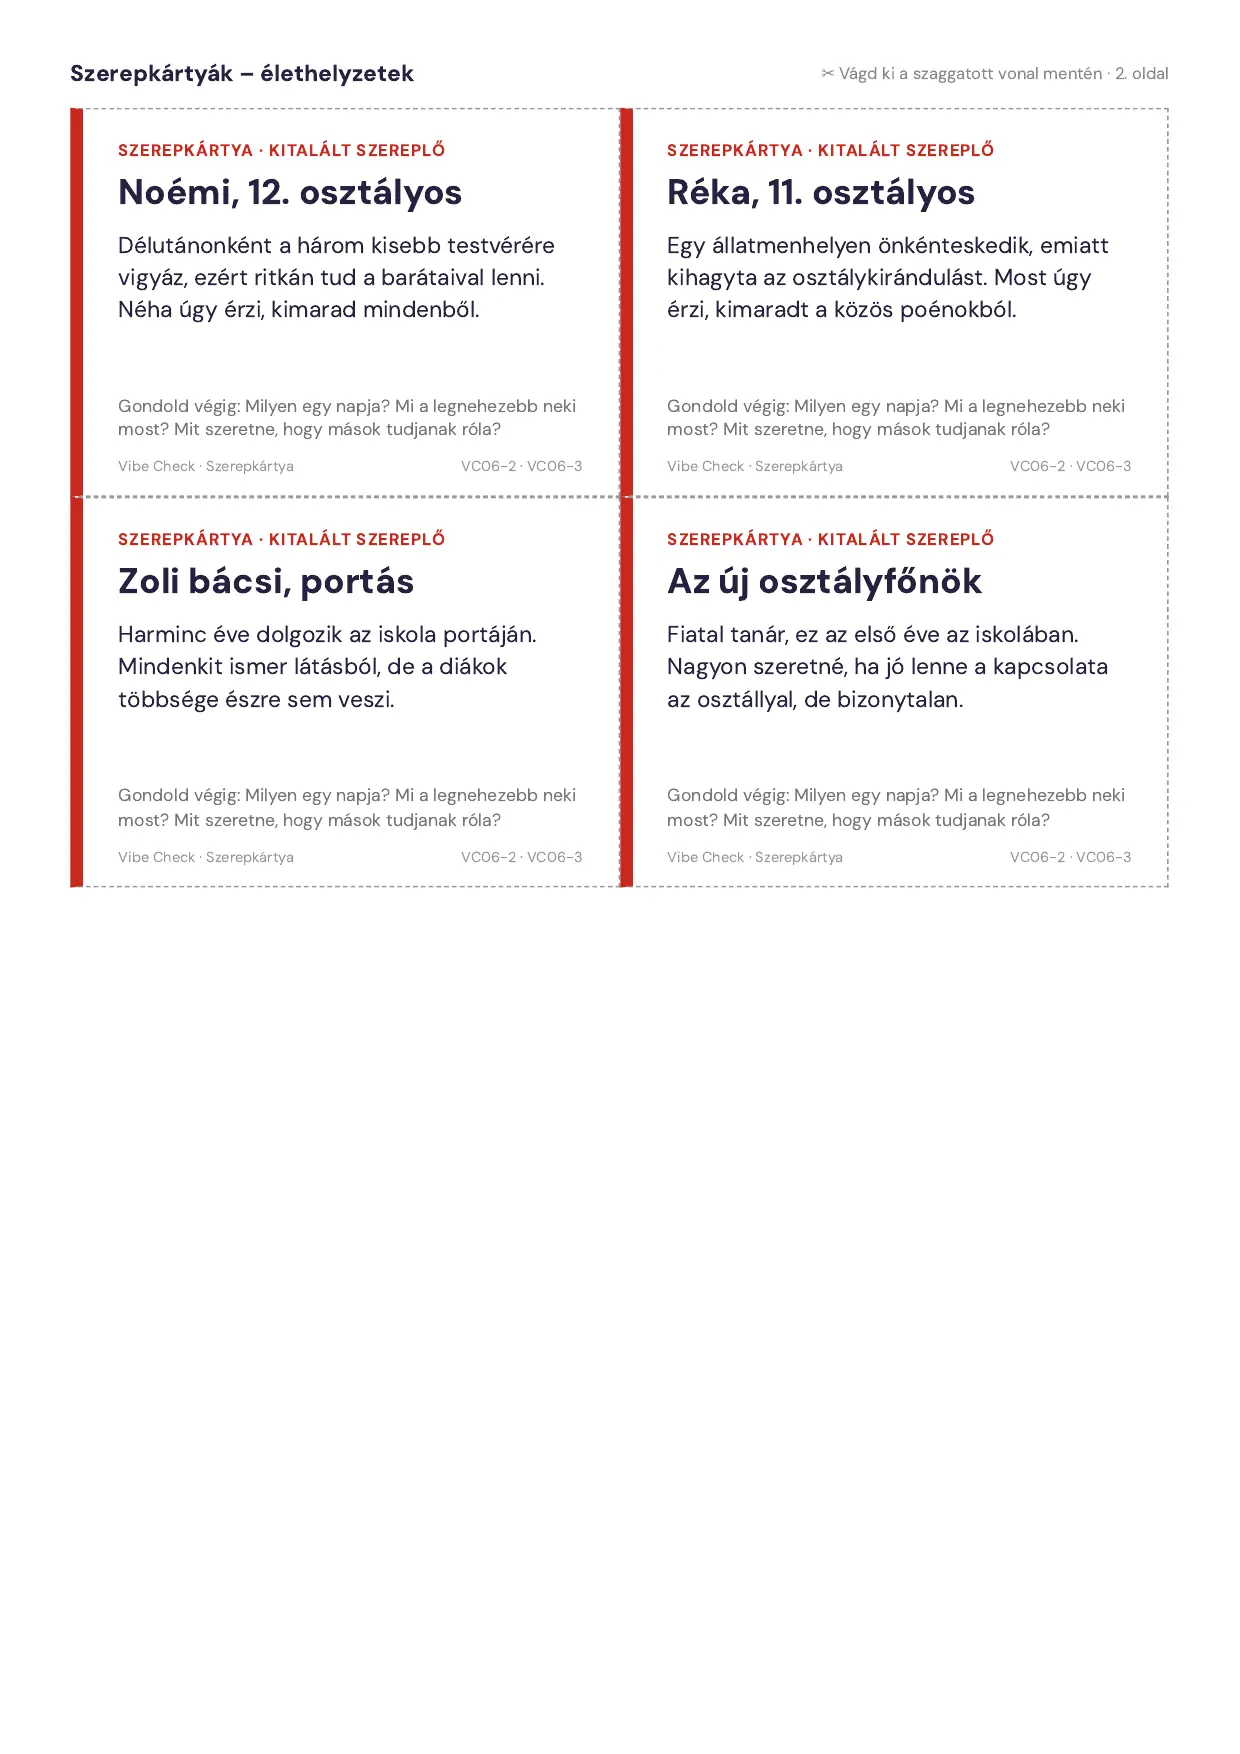 Szerepkártyák – élethelyzetek
✂ Vágd ki a szaggatott vonal mentén · 2. oldal
SZEREPKÁRTYA · KITALÁLT SZEREPLŐ
Noémi, 12. osztályos
Délutánonként a három kisebb testvérére
vigyáz, ezért ritkán tud a barátaival lenni.
Néha úgy érzi, kimarad mindenből.
Gondold végig: Milyen egy napja? Mi a legnehezebb neki
most? Mit szeretne, hogy mások tudjanak róla?
Vibe Check · Szerepkártya VC06-2 · VC06-3
SZEREPKÁRTYA · KITALÁLT SZEREPLŐ
Réka, 11. osztályos
Egy állatmenhelyen önkénteskedik, emiatt
kihagyta az osztálykirándulást. Most úgy
érzi, kimaradt a közös poénokból.
Gondold végig: Milyen egy napja? Mi a legnehezebb neki
most? Mit szeretne, hogy mások tudjanak róla?
Vibe Check · Szerepkártya VC06-2 · VC06-3
SZEREPKÁRTYA · KITALÁLT SZEREPLŐ
Zoli bácsi, portás
Harminc éve dolgozik az iskola portáján.
Mindenkit ismer látásból, de a diákok
többsége észre sem veszi.
Gondold végig: Milyen egy napja? Mi a legnehezebb neki
most? Mit szeretne, hogy mások tudjanak róla?
Vibe Check · Szerepkártya VC06-2 · VC06-3
SZEREPKÁRTYA · KITALÁLT SZEREPLŐ
Az új osztályfőnök
Fiatal tanár, ez az első éve az iskolában.
Nagyon szeretné, ha jó lenne a kapcsolata
az osztállyal, de bizonytalan.
Gondold végig: Milyen egy napja? Mi a legnehezebb neki
most? Mit szeretne, hogy mások tudjanak róla?
Vibe Check · Szerepkártya VC06-2 · VC06-3